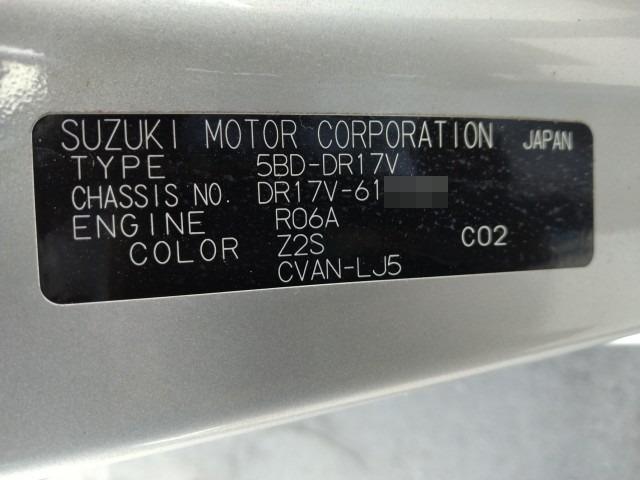 SUZUKI MOTOR CORPORATION JAPAN
TYPE 5BD-DR17V
CHASSIS NO. DR17V-61
ENGINE R06A
COLOR Z2S C02
CVAN-LJ5